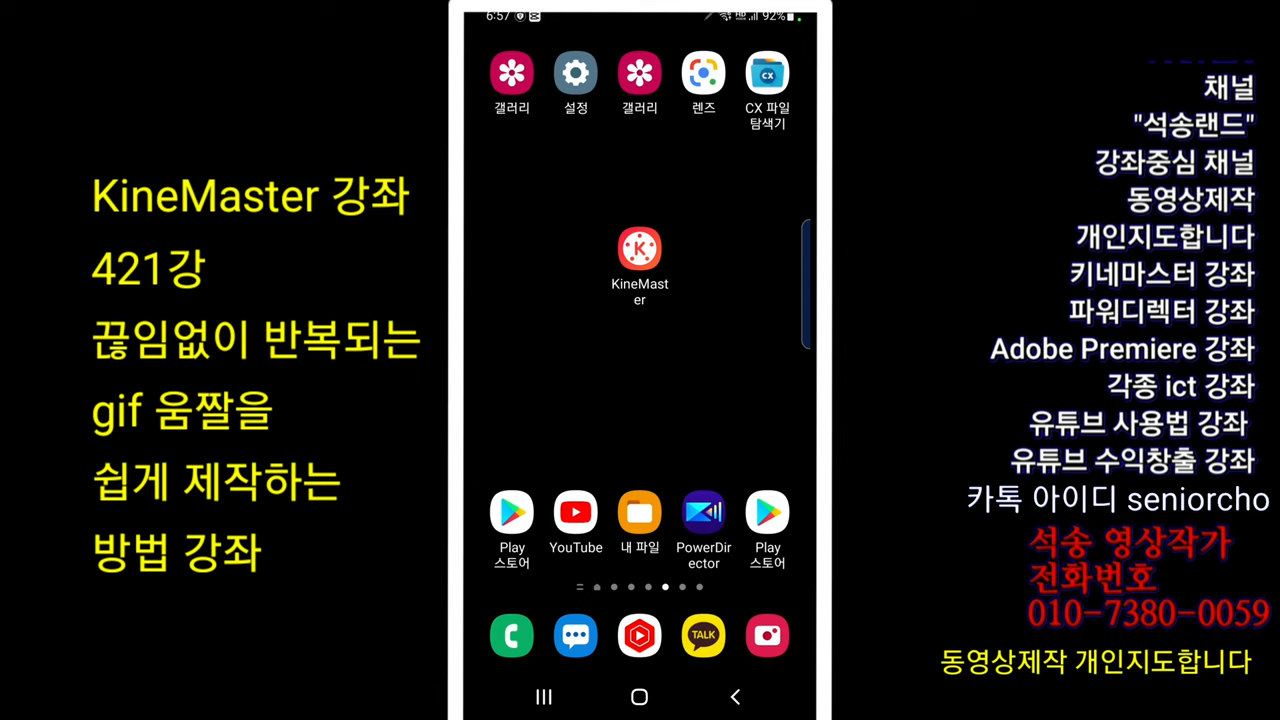 KineMaster 강좌
421강
끊임없이 반복되는
gif 움짤을
쉽게 제작하는
방법 강좌
6:57
92%
갤러리
설정
갤러리
렌즈
CX
CX 파일
탐색기
K
KineMast
er
Play
스토어
YouTube
내 파일
PowerDir
ector
Play
스토어
TALK
채널
"석송랜드"
강좌중심 채널
동영상제작
개인지도합니다
키네마스터 강좌
파워디렉터 강좌
Adobe Premiere 강좌
각종 ict 강좌
유튜브 사용법 강좌
유튜브 수익창출 강좌
카톡 아이디 seniorcho
석송 영상작가
전화번호
010-7380-0059
동영상제작 개인지도합니다